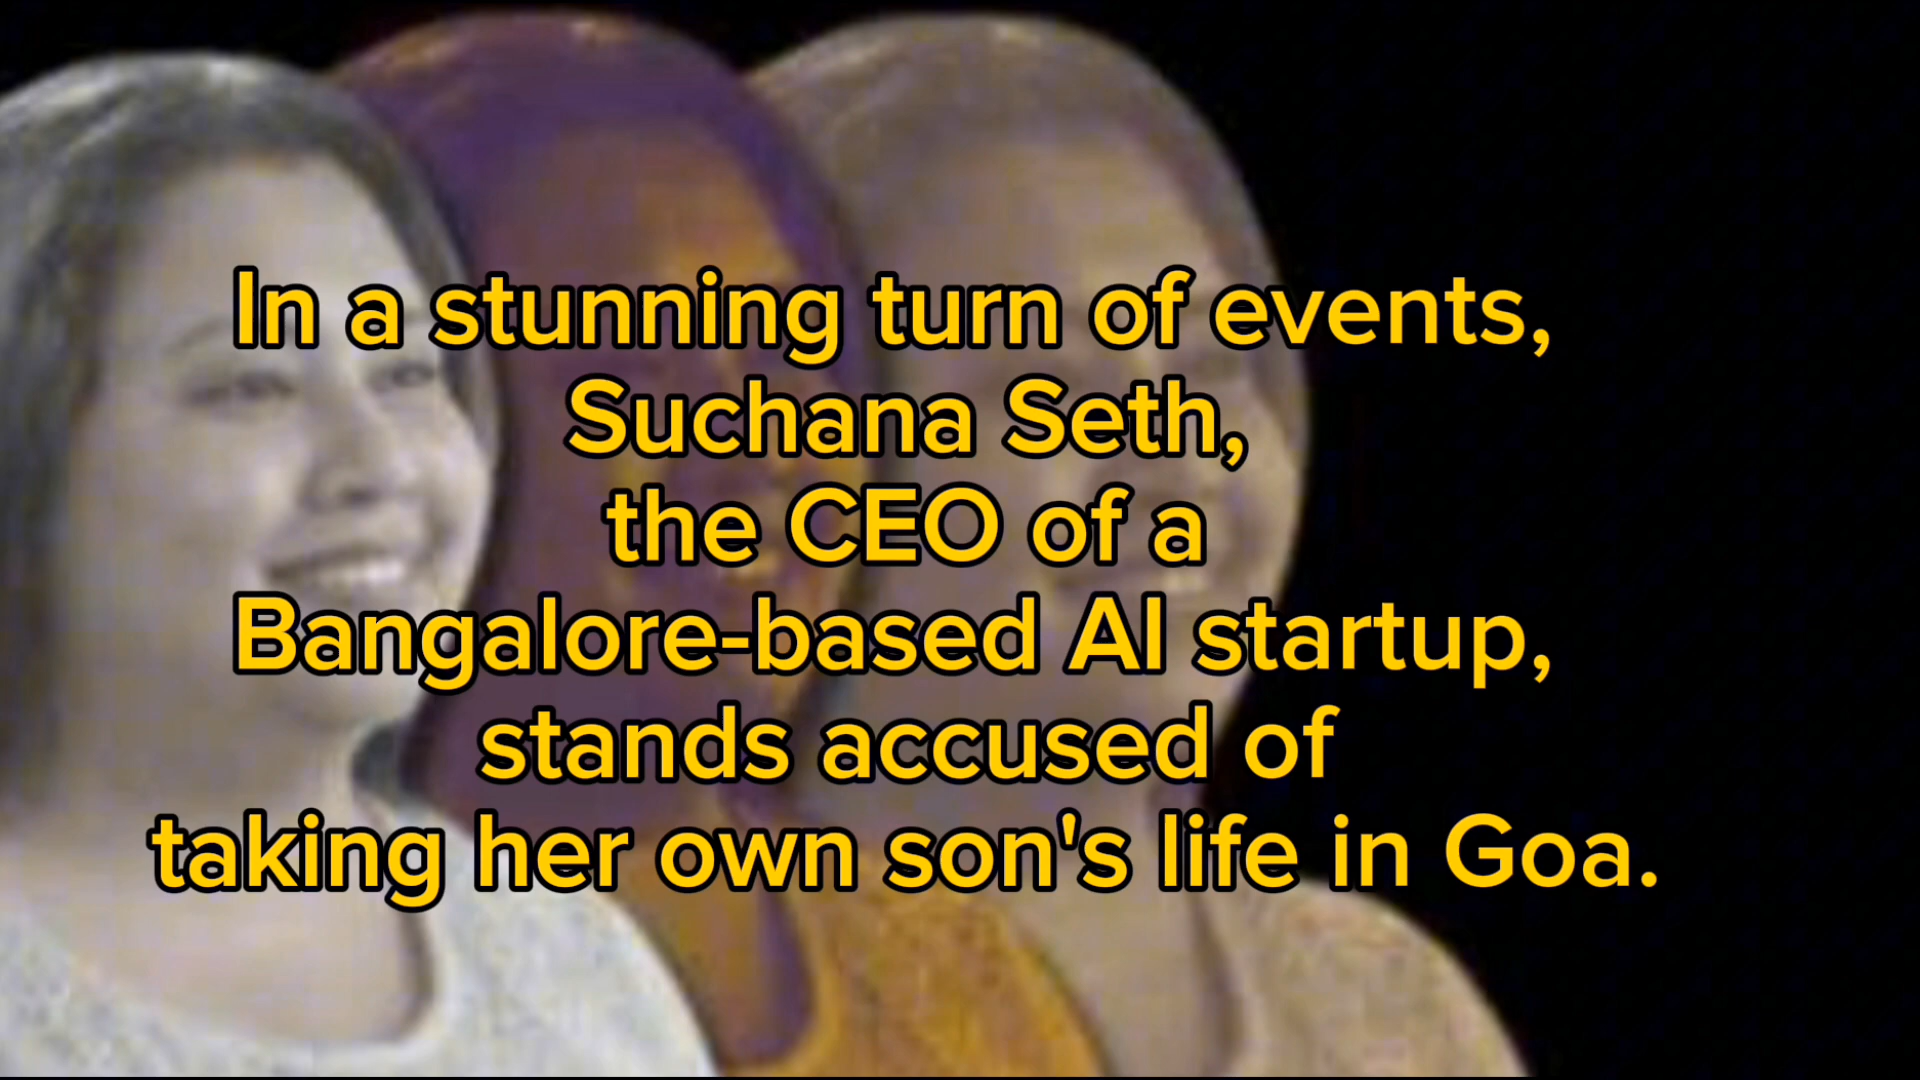 In a stunning turn of events,
Suchana Seth,
the CEO of a
Bangalore-based AI startup,
stands accused of
taking her own son's life in Goa.